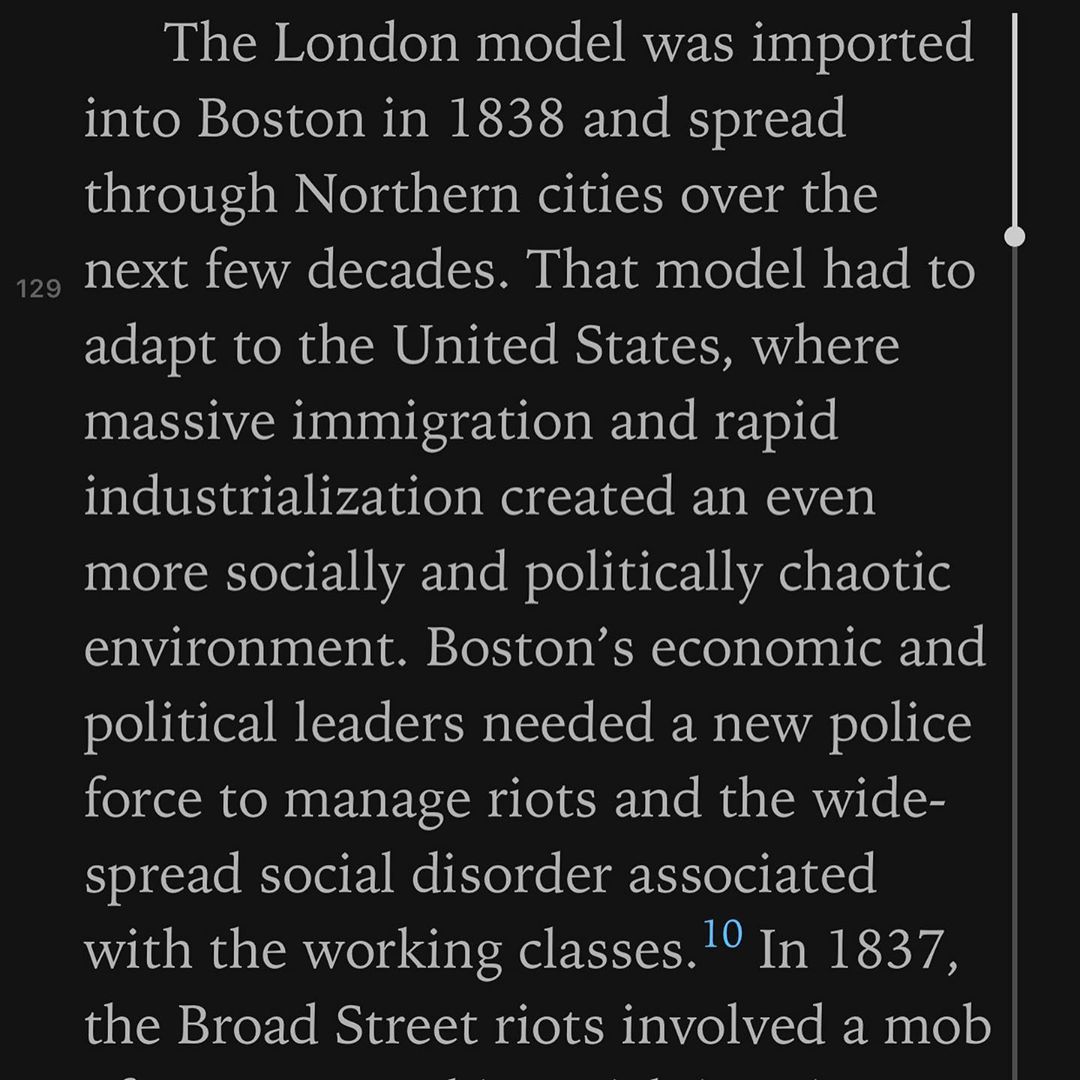 The London model was imported
into Boston in 1838 and spread
through Northern cities over the
next few decades. That model had to
129
adapt to the United States, where
massive immigration and rapid
industrialization created an even
more socially and politically chaotic
environment. Boston’s economic and
political leaders needed a new police
force to manage riots and the wide-
spread social disorder associated
with the working classes.10 In 1837,
the Broad Street riots involved a mob